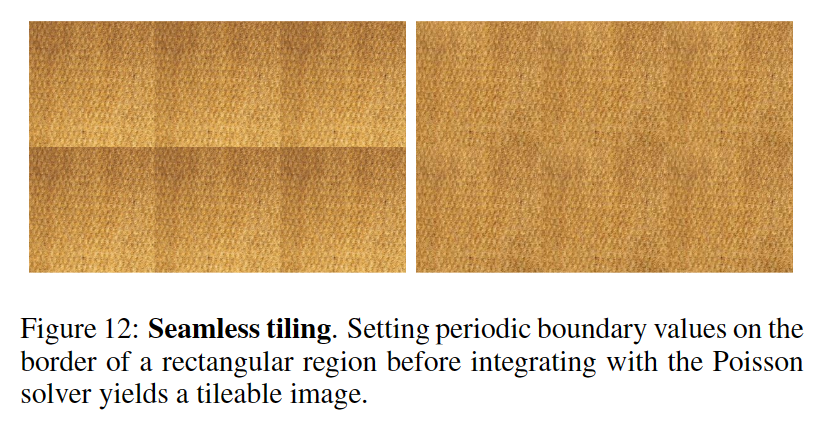 Figure 12: Seamless tiling. Setting periodic boundary values on the
border of a rectangular region before integrating with the Poisson
solver yields a tileable image.